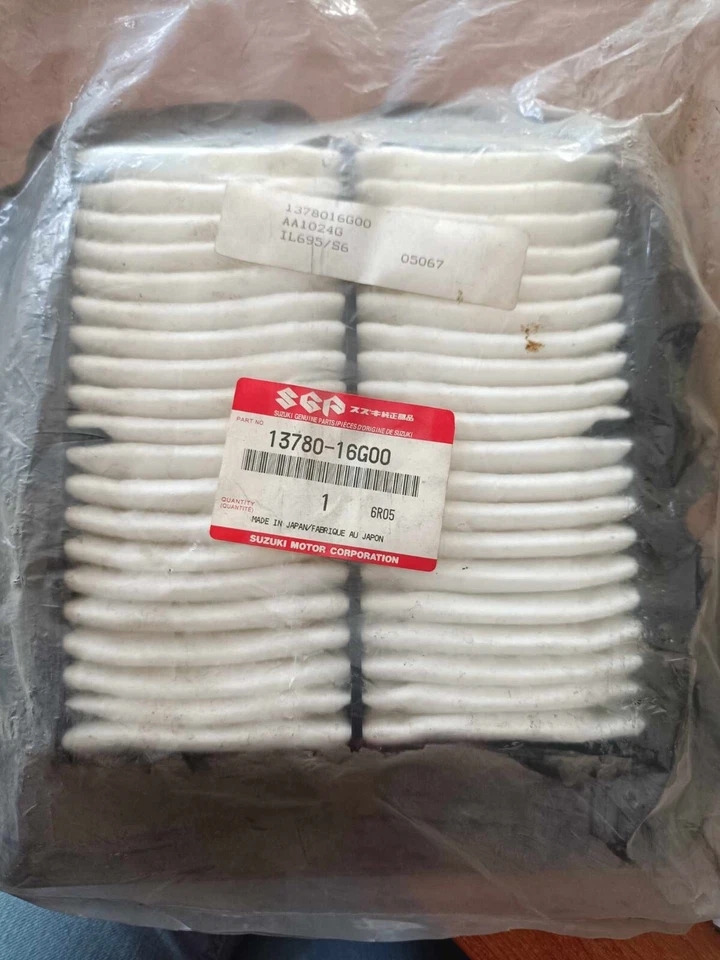 1378016G00
AA1024G
IL695/S6 05067
SGP スズキ純正部品
SUZUKI GENUINE PARTS/PIÈCES D'ORIGINE DE SUZUKI
PART NO
13780-16G00
QUANTITY
(QUANTITÉ)
1 6R05
MADE IN JAPAN/FABRIQUE AU JAPON
SUZUKI MOTOR CORPORATION